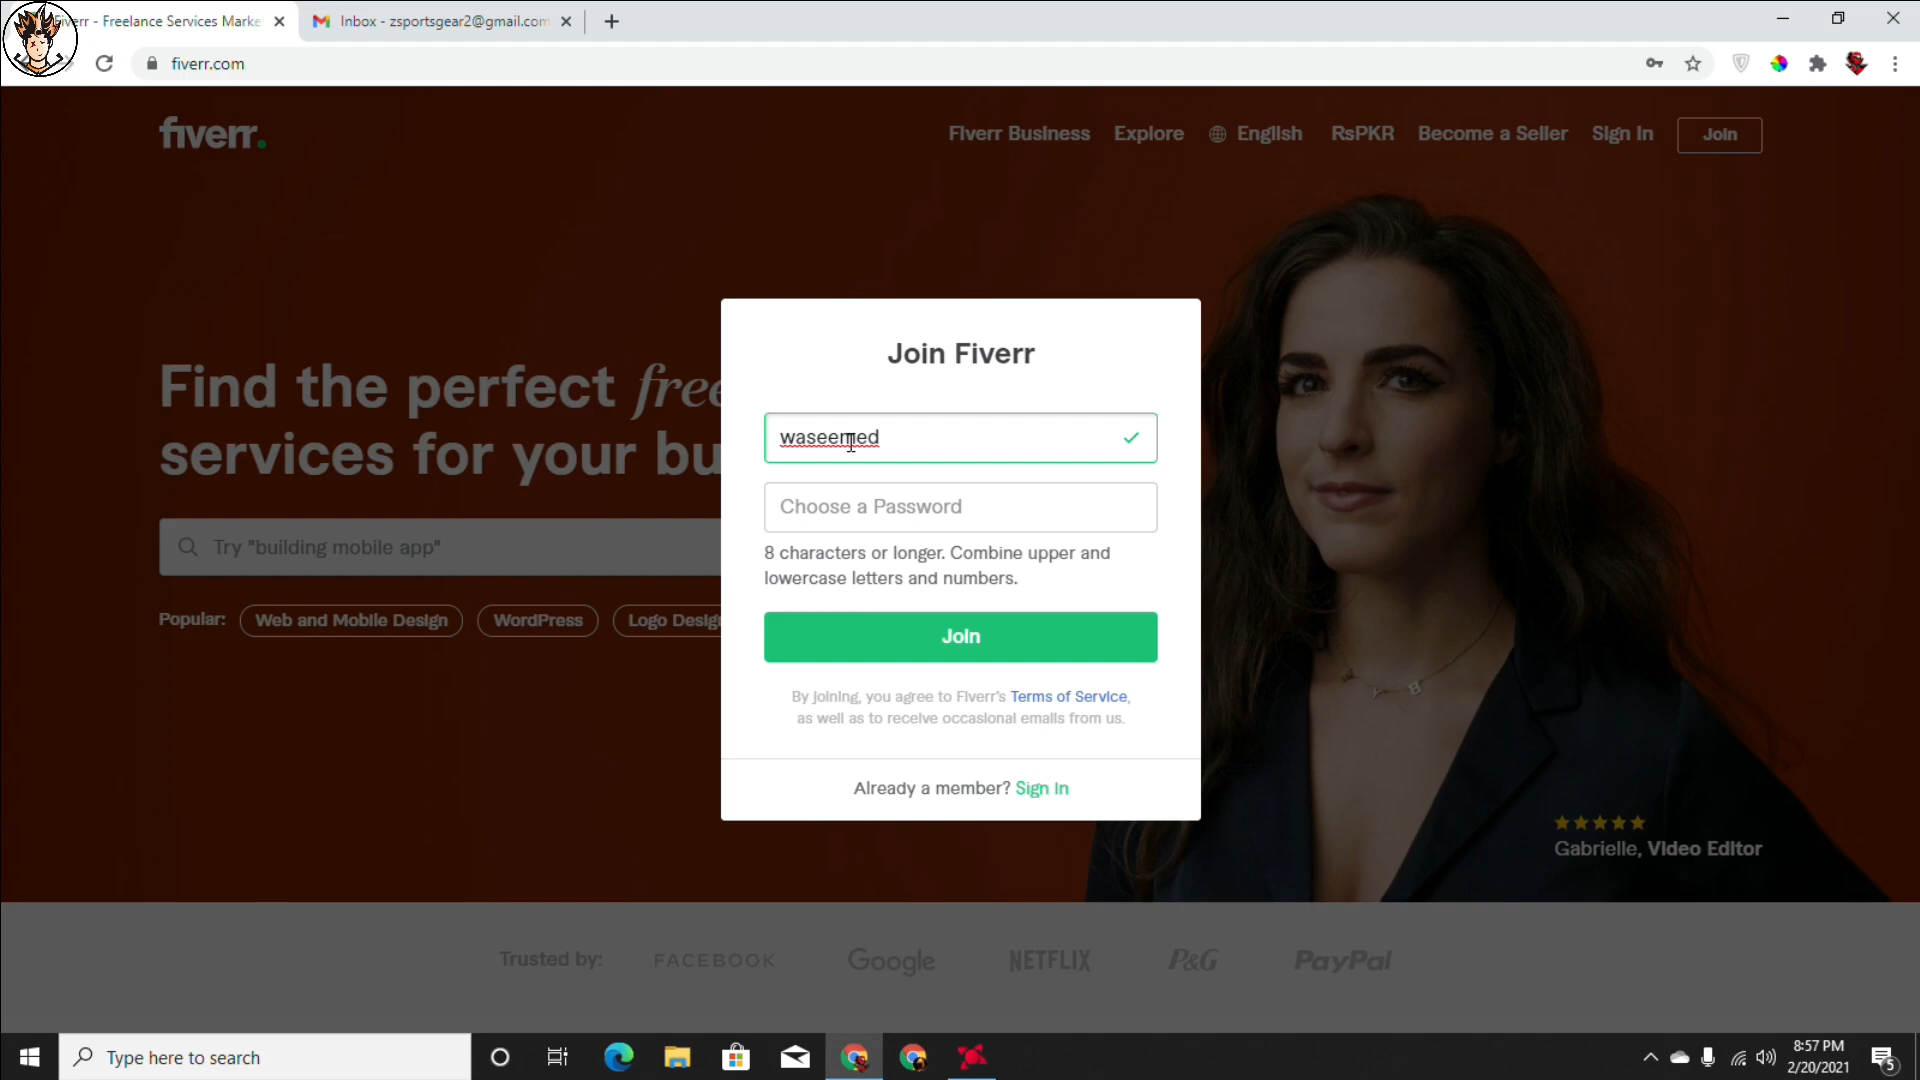 Fiverr - Freelance Services Marke
Inbox - zsportsgear2@gmail.com
fiverr.com
fiverr.
Fiverr Business
Explore
English
RsPKR
Become a Seller
Sign In
Join
Find the perfect free
services for your bu
Try "building mobile app"
Popular:
Web and Mobile Design
WordPress
Logo Desig
Join Fiverr
waseemed
Choose a Password
8 characters or longer. Combine upper and
lowercase letters and numbers.
Join
By joining, you agree to Fiverr's Terms of Service,
as well as to receive occasional emails from us.
Already a member? Sign In
Gabrielle, Video Editor
Trusted by:
FACEBOOK
Google
NETFLIX
P&G
PayPal
Type here to search
8:57 PM
2/20/2021
5